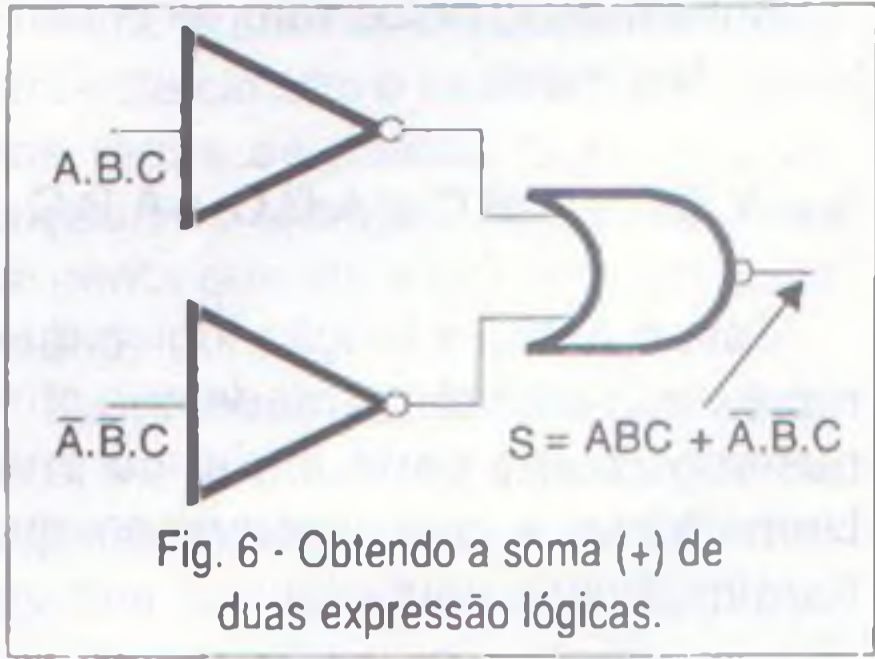 A.B.C
A̅.B̅.C
S = ABC + A̅.B̅.C
Fig. 6 - Obtendo a soma (+) de
duas expressão lógicas.